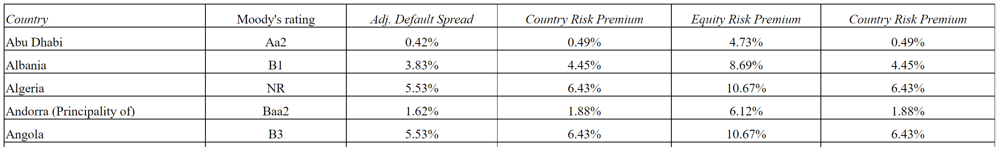 Country Moody's rating Adj. Default Spread Country Risk Premium Equity Risk Premium Country Risk Premium
Abu Dhabi Aa2 0.42% 0.49% 4.73% 0.49%
Albania B1 3.83% 4.45% 8.69% 4.45%
Algeria NR 5.53% 6.43% 10.67% 6.43%
Andorra (Principality of) Baa2 1.62% 1.88% 6.12% 1.88%
Angola B3 5.53% 6.43% 10.67% 6.43%